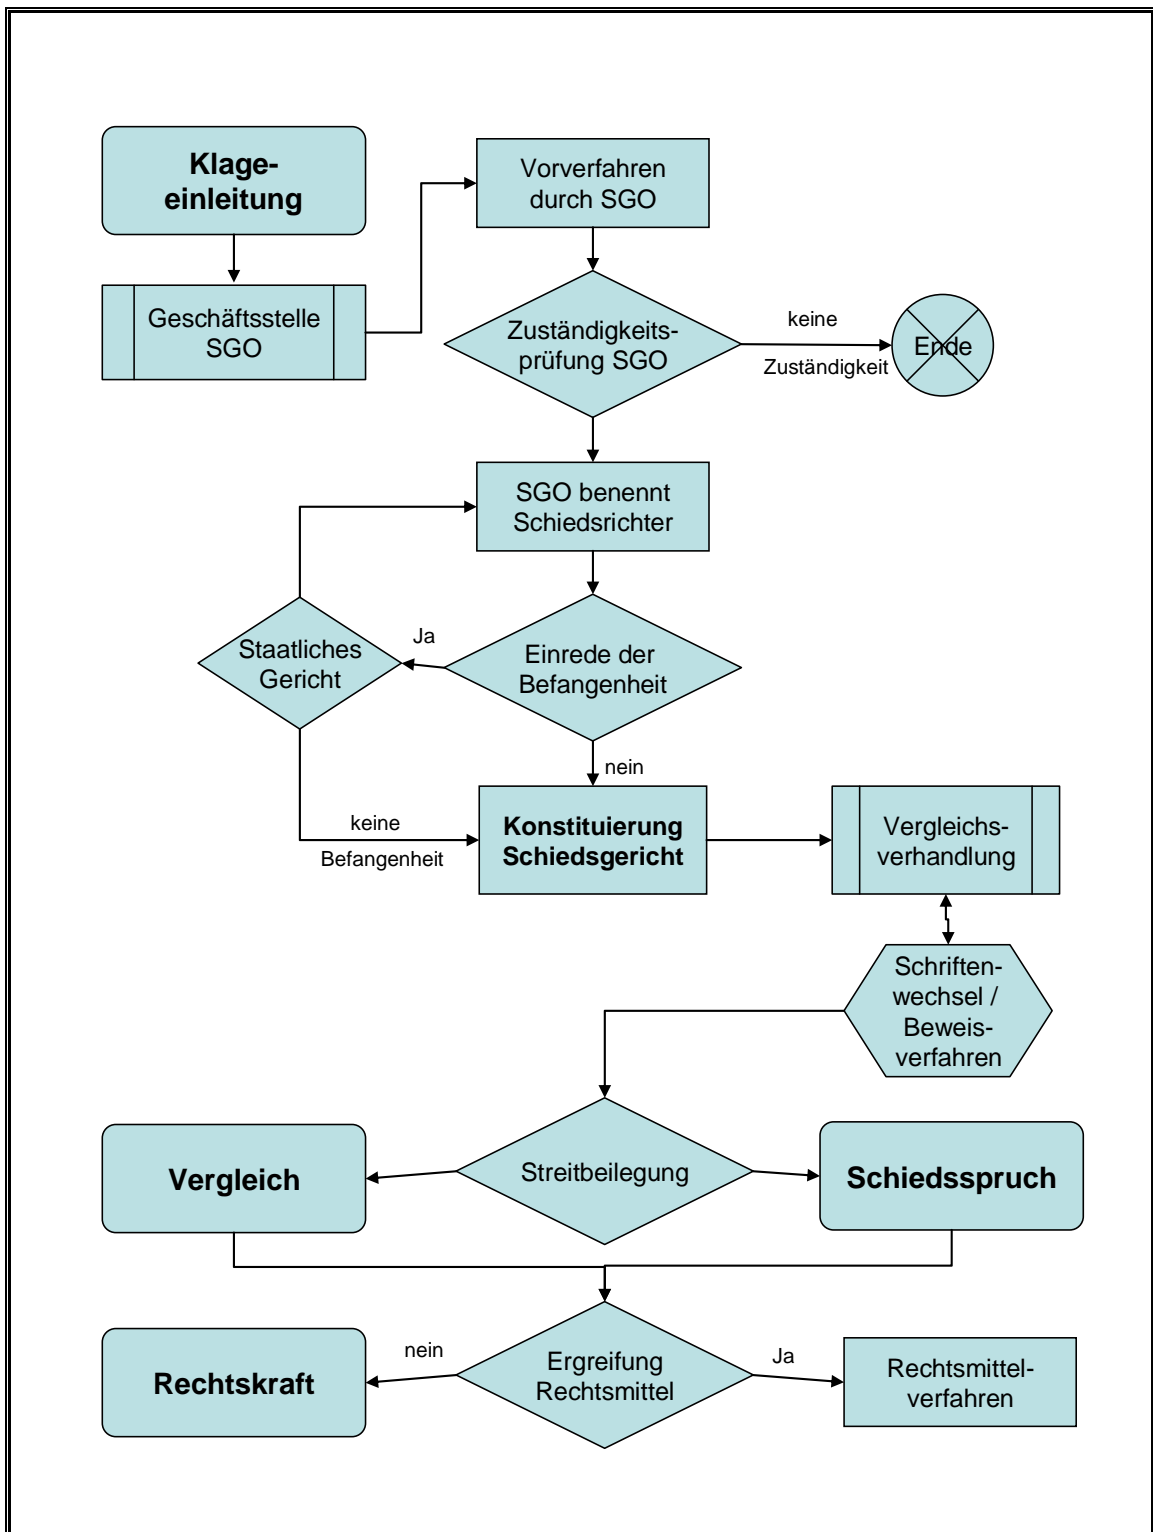 Klage-
einleitung
Vorverfahren
durch SGO
Geschäftsstelle
SGO
Zuständigkeits-
prüfung SGO
keine
Zuständigkeit
Ende
SGO benennt
Schiedsrichter
Staatliches
Gericht
Ja
Einrede der
Befangenheit
nein
keine
Befangenheit
Konstituierung
Schiedsgericht
Vergleichs-
verhandlung
Schriften-
wechsel /
Beweis-
verfahren
Vergleich
Streitbeilegung
Schiedsspruch
Rechtskraft
nein
Ergreifung
Rechtsmittel
Ja
Rechtsmittel-
verfahren